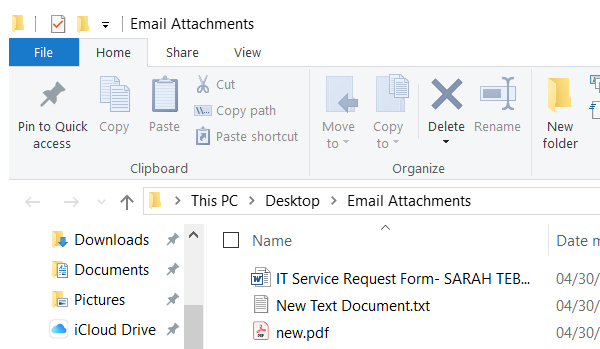 Email Attachments
File Home Share View
Pin to Quick access
Copy
Paste
Cut
Copy path
Paste shortcut
Clipboard
Move to
Copy to
Delete
Rename
Organize
New folder
This PC > Desktop > Email Attachments
Downloads
Documents
Pictures
iCloud Drive
Name Date m
IT Service Request Form- SARAH TEB... 04/30/
New Text Document.txt 04/30/
new.pdf 04/30/